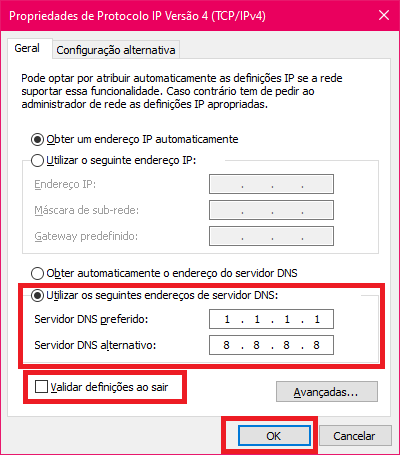 Propriedades de Protocolo IP Versão 4 (TCP/IPv4)
Geral
Configuração alternativa
Pode optar por atribuir automaticamente as definições IP se a rede
suportar essa funcionalidade. Caso contrário tem de pedir ao
administrador de rede as definições IP apropriadas.
Obter um endereço IP automaticamente
Utilizar o seguinte endereço IP:
Endereço IP: . . .
Máscara de sub-rede: . . .
Gateway predefinido: . . .
Obter automaticamente o endereço do servidor DNS
Utilizar os seguintes endereços de servidor DNS:
Servidor DNS preferido: 1 . 1 . 1 . 1
Servidor DNS alternativo: 8 . 8 . 8 . 8
Validar definições ao sair
Avançadas...
OK
Cancelar